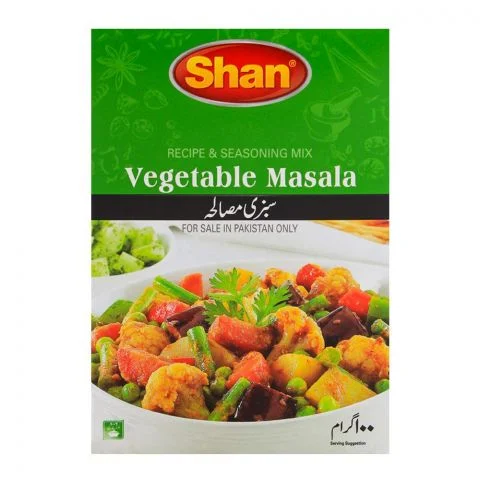 Shan®
RECIPE & SEASONING MIX
Vegetable Masala
سبزی مصالحہ
FOR SALE IN PAKISTAN ONLY
۱۰۰ گرام
Serving Suggestion